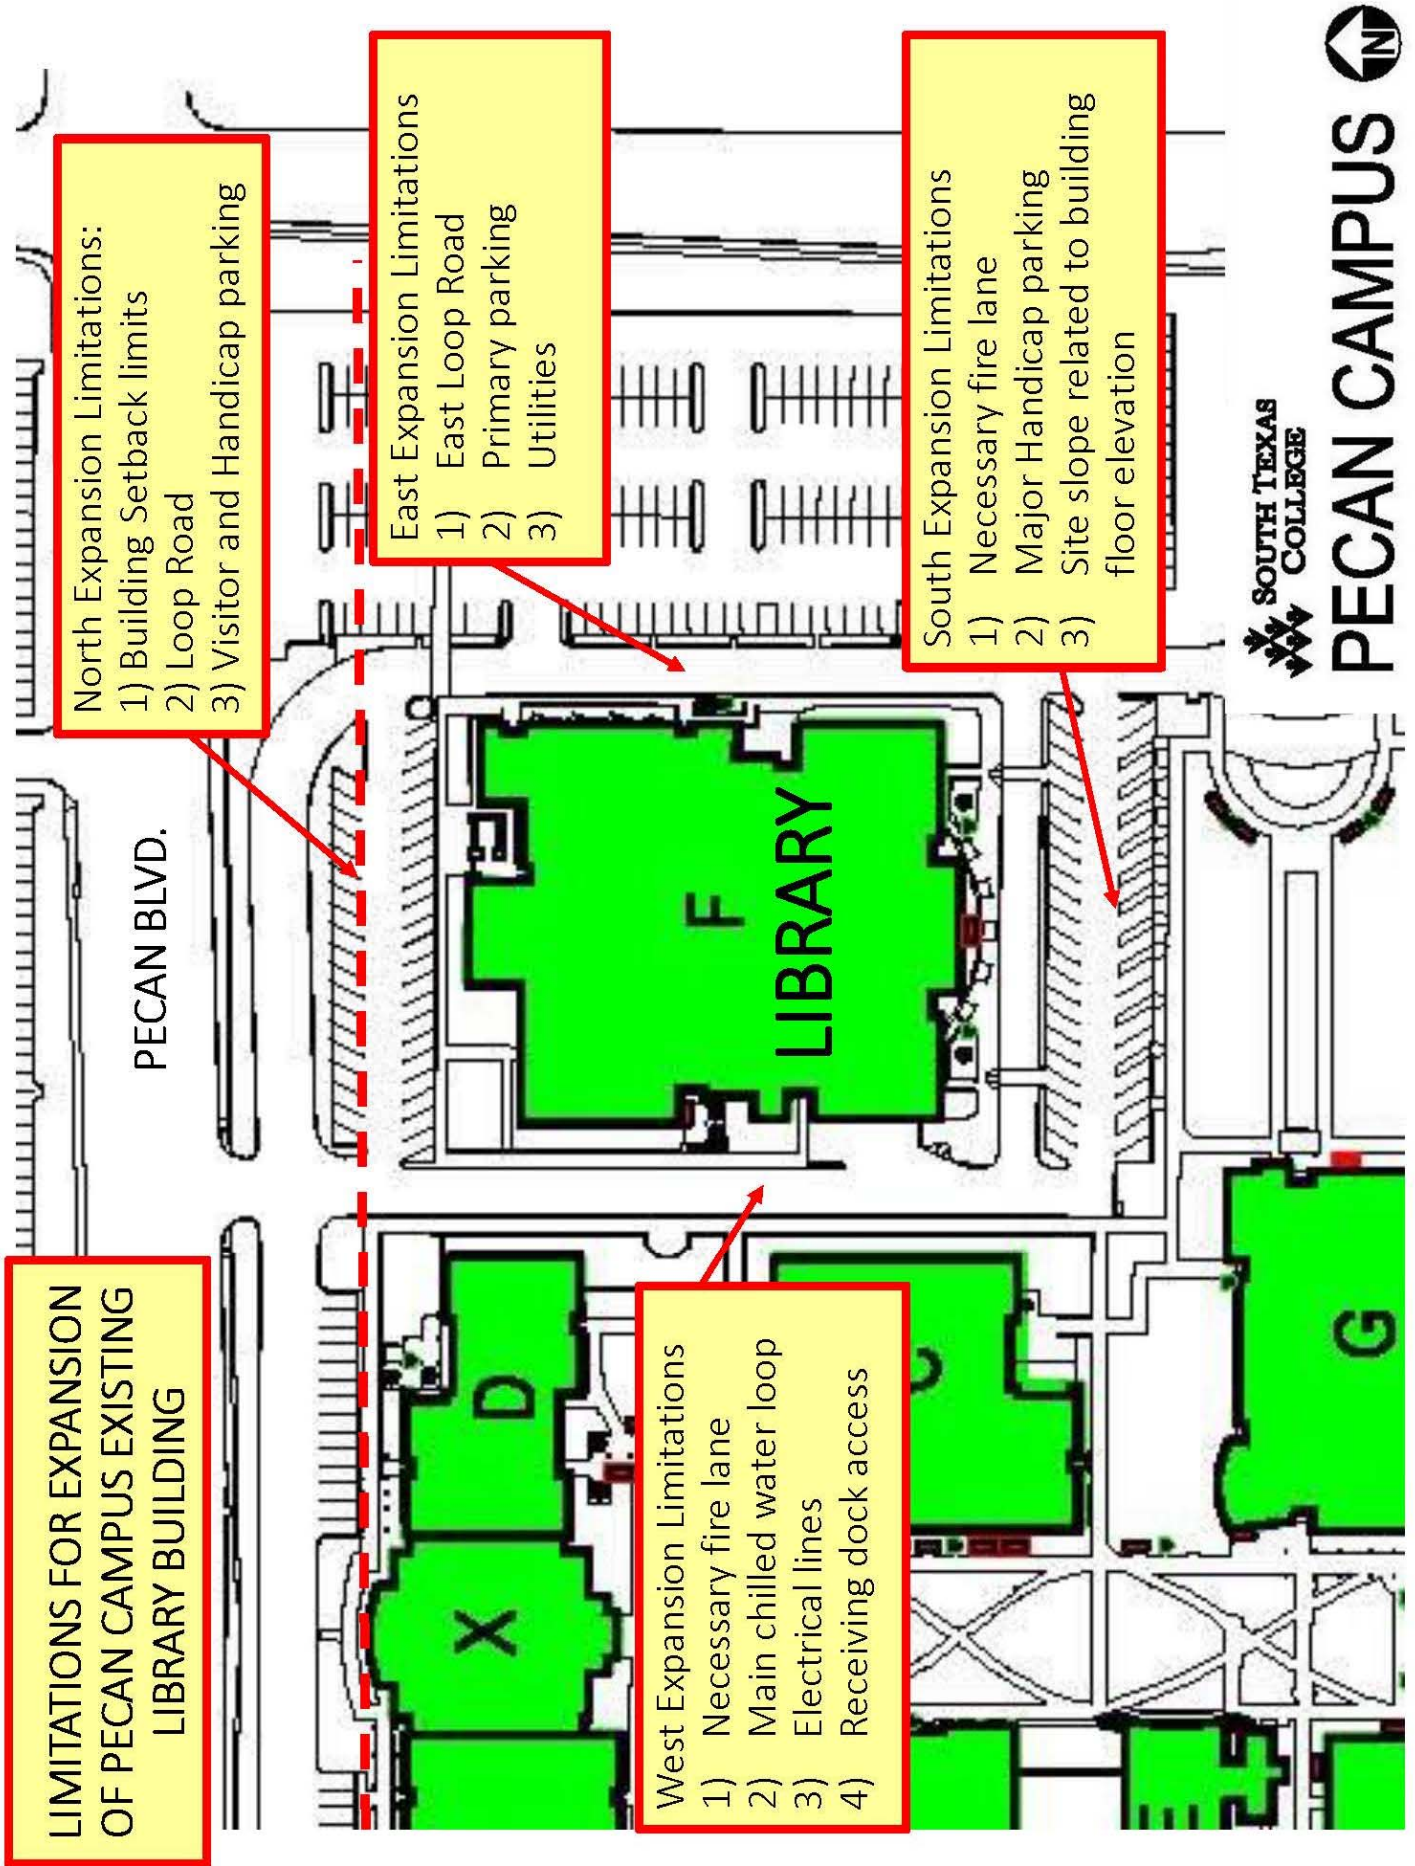 LIMITATIONS FOR EXPANSION
OF PECAN CAMPUS EXISTING
LIBRARY BUILDING
PECAN BLVD.
North Expansion Limitations:
1) Building Setback limits
2) Loop Road
3) Visitor and Handicap parking
East Expansion Limitations
1) East Loop Road
2) Primary parking
3) Utilities
West Expansion Limitations
1) Necessary fire lane
2) Main chilled water loop
3) Electrical lines
4) Receiving dock access
South Expansion Limitations
1) Necessary fire lane
2) Major Handicap parking
3) Site slope related to building
floor elevation
X
D
F
LIBRARY
G
SOUTH TEXAS
COLLEGE
PECAN CAMPUS
N